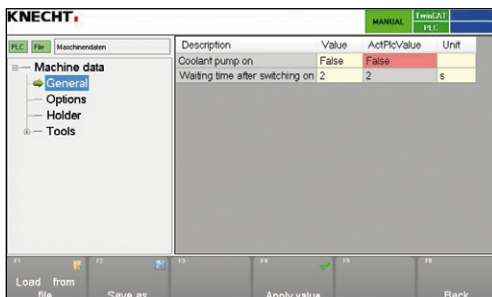 KNECHT.
MANUAL
TwinCAT
PLC
PLC File Maschinendaten
Machine data
General
Options
Holder
Tools
Description Value ActPlcValue Unit
Coolant pump on False False
Waiting time after switching on 2 2 s
F1 F2 F3 F4 F5 F8
Load from
file
Save as
Apply value
Back